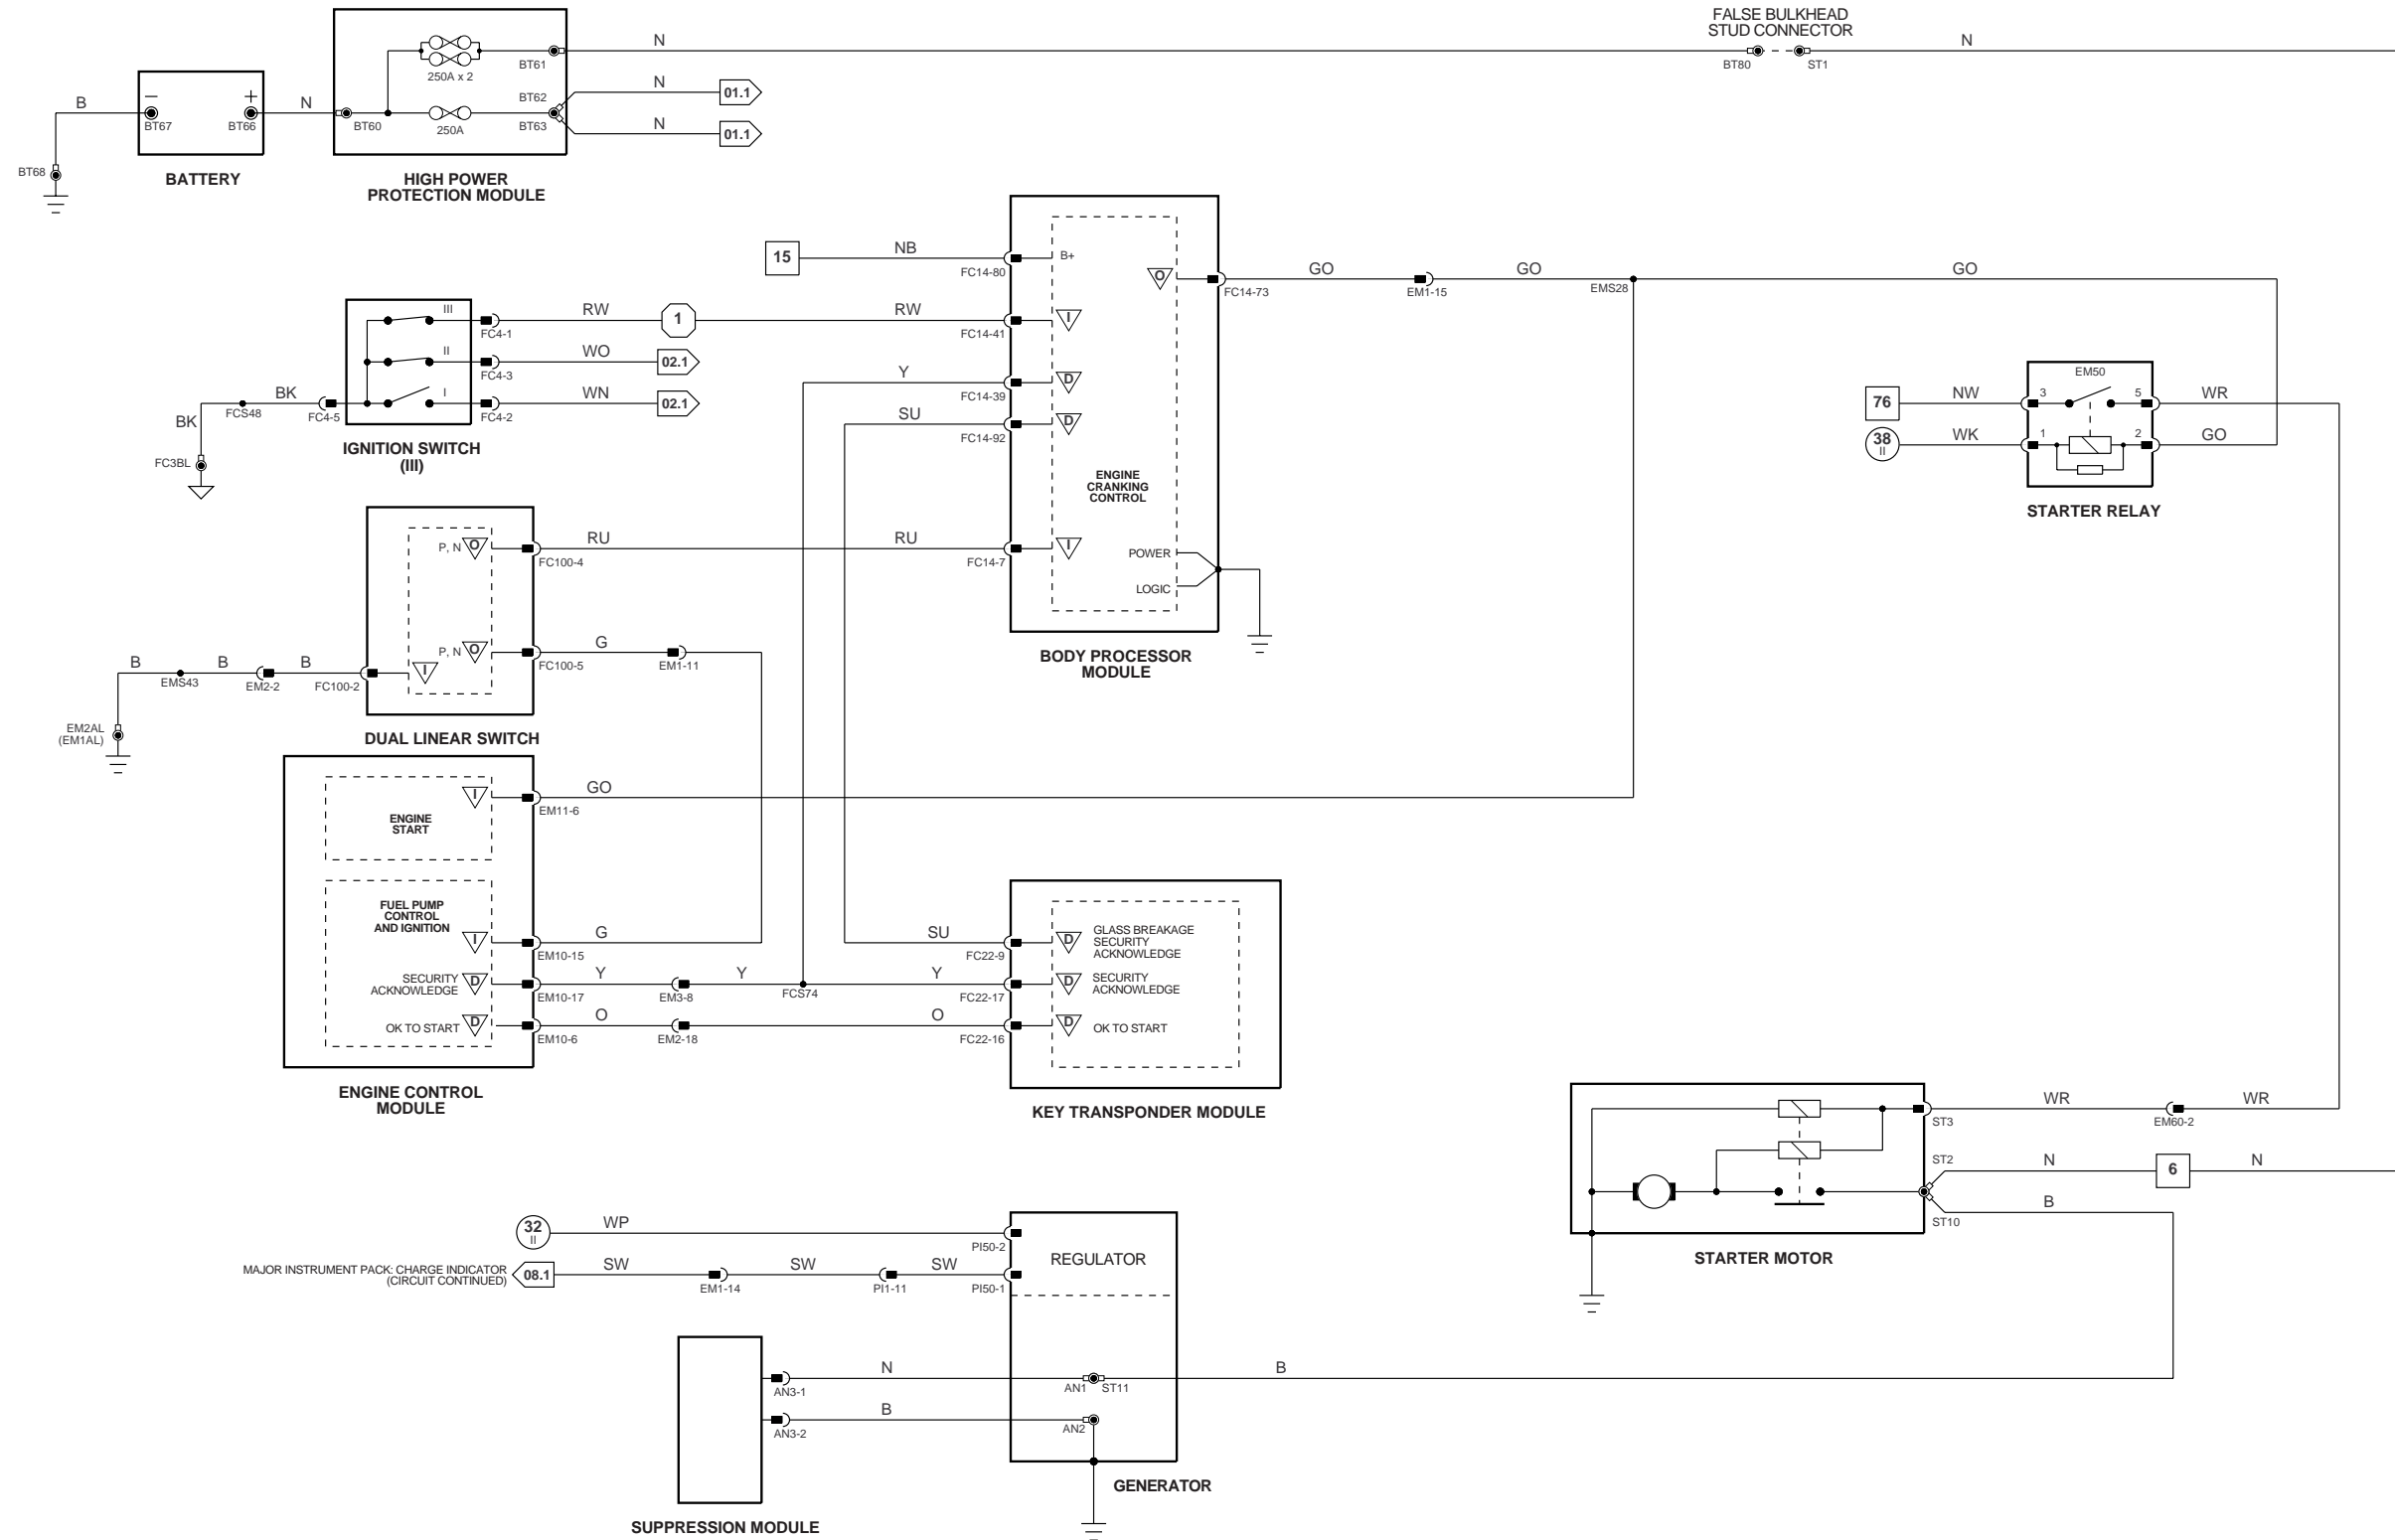 FALSE BULKHEAD
STUD CONNECTOR
N
N
BT80
ST1
250A x 2
BT61
B
N
BT67
BT66
BT60
250A
BT62
BT63
N
01.1
N
01.1
BT68
BATTERY
HIGH POWER
PROTECTION MODULE
15
NB
FC14-80
B+
O
FC14-73
GO
EM1-15
GO
EMS28
GO
III
FC4-1
RW
1
RW
FC14-41
I
II
FC4-3
WO
02.1
I
FC4-2
WN
02.1
BK
BK
FCS48
FC4-5
FC3BL
IGNITION SWITCH
(III)
Y
FC14-39
D
SU
FC14-92
D
ENGINE
CRANKING
CONTROL
EM50
76
NW
3
5
WR
38
II
WK
1
2
GO
STARTER RELAY
P, N
O
FC100-4
RU
RU
FC14-7
I
POWER
LOGIC
P, N
O
FC100-5
G
EM1-11
B
B
B
EMS43
EM2-2
FC100-2
I
EM2AL
(EM1AL)
BODY PROCESSOR
MODULE
DUAL LINEAR SWITCH
I
EM11-6
GO
ENGINE
START
FUEL PUMP
CONTROL
AND IGNITION
I
EM10-15
G
SECURITY
ACKNOWLEDGE
D
EM10-17
Y
EM3-8
Y
FCS74
Y
FC22-17
D
SECURITY
ACKNOWLEDGE
SU
FC22-9
D
GLASS BREAKAGE
SECURITY
ACKNOWLEDGE
OK TO START
D
EM10-6
O
EM2-18
O
FC22-16
D
OK TO START
ENGINE CONTROL
MODULE
KEY TRANSPONDER MODULE
ST3
WR
EM60-2
WR
ST2
N
6
N
B
ST10
STARTER MOTOR
32
II
WP
PI50-2
REGULATOR
MAJOR INSTRUMENT PACK: CHARGE INDICATOR
(CIRCUIT CONTINUED)
08.1
SW
EM1-14
SW
PI1-11
SW
PI50-1
AN3-1
N
AN1
ST11
B
AN3-2
B
AN2
GENERATOR
SUPPRESSION MODULE